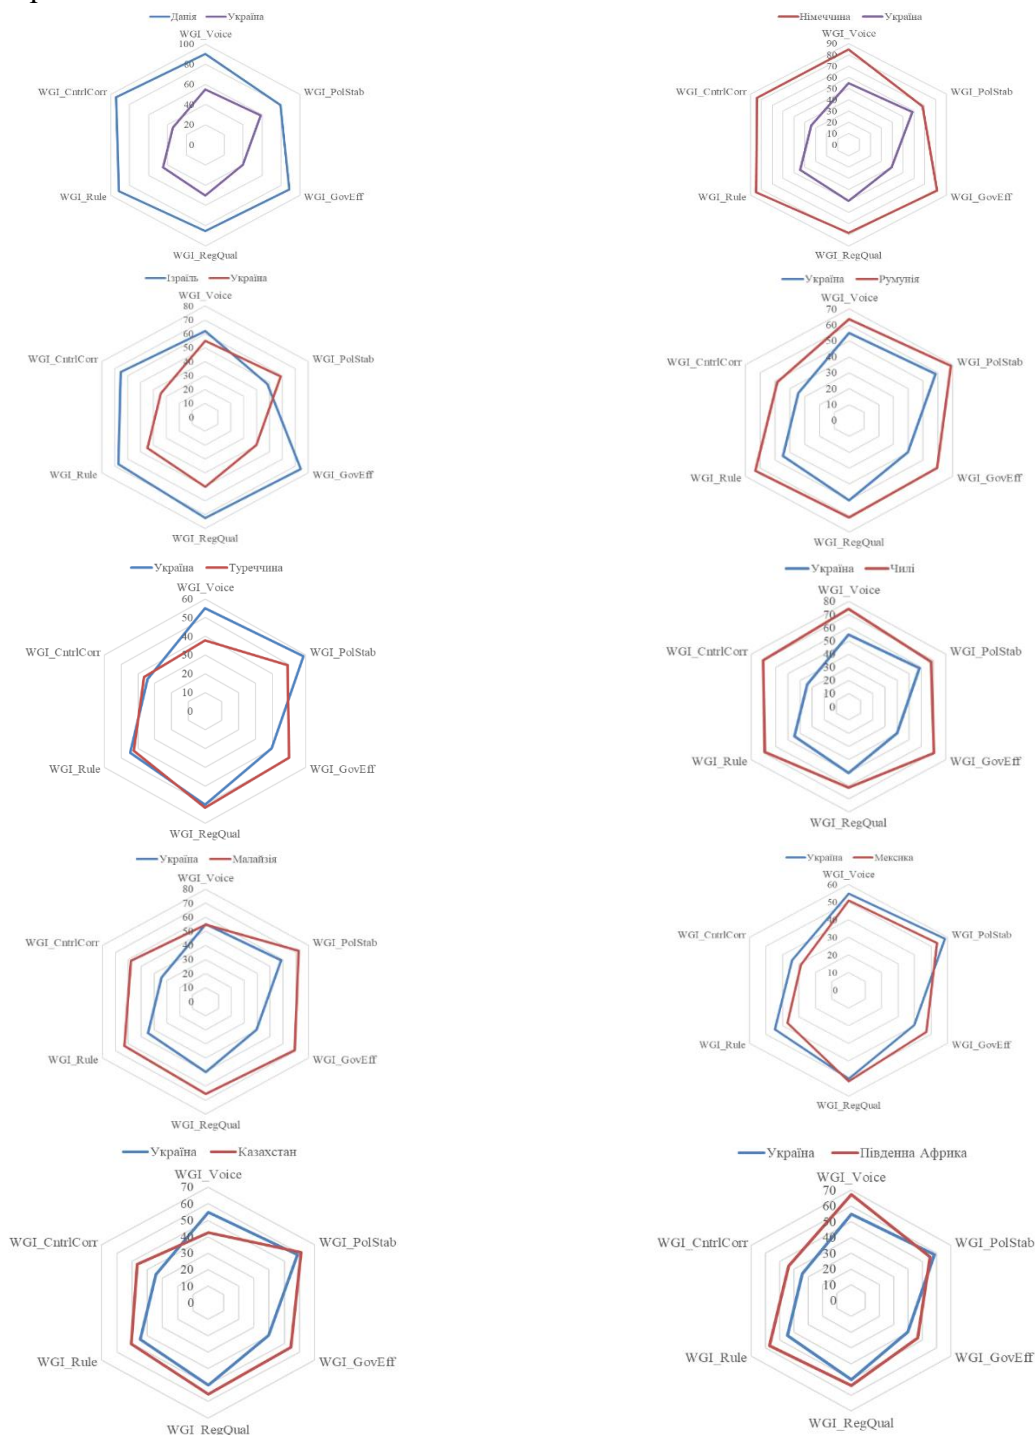 Данія Україна
WGI_Voice
100
80
60
40
20
0
WGI_PolStab
WGI_GovEff
WGI_RegQual
WGI_Rule
WGI_CntrlCorr
Німеччина Україна
WGI_Voice
90
80
70
60
50
40
30
20
10
0
WGI_PolStab
WGI_GovEff
WGI_RegQual
WGI_Rule
WGI_CntrlCorr
Ізраїль Україна
WGI_Voice
80
70
60
50
40
30
20
10
0
WGI_PolStab
WGI_GovEff
WGI_RegQual
WGI_Rule
WGI_CntrlCorr
Україна Румунія
WGI_Voice
70
60
50
40
30
20
10
0
WGI_PolStab
WGI_GovEff
WGI_RegQual
WGI_Rule
WGI_CntrlCorr
Україна Туреччина
WGI_Voice
60
50
40
30
20
10
0
WGI_PolStab
WGI_GovEff
WGI_RegQual
WGI_Rule
WGI_CntrlCorr
Україна Чилі
WGI_Voice
80
70
60
50
40
30
20
10
0
WGI_PolStab
WGI_GovEff
WGI_RegQual
WGI_Rule
WGI_CntrlCorr
Україна Малайзія
WGI_Voice
80
70
60
50
40
30
20
10
0
WGI_PolStab
WGI_GovEff
WGI_RegQual
WGI_Rule
WGI_CntrlCorr
Україна Мексика
WGI_Voice
60
50
40
30
20
10
0
WGI_PolStab
WGI_GovEff
WGI_RegQual
WGI_Rule
WGI_CntrlCorr
Україна Казахстан
WGI_Voice
70
60
50
40
30
20
10
0
WGI_PolStab
WGI_GovEff
WGI_RegQual
WGI_Rule
WGI_CntrlCorr
Україна Південна Африка
WGI_Voice
70
60
50
40
30
20
10
0
WGI_PolStab
WGI_GovEff
WGI_RegQual
WGI_Rule
WGI_CntrlCorr